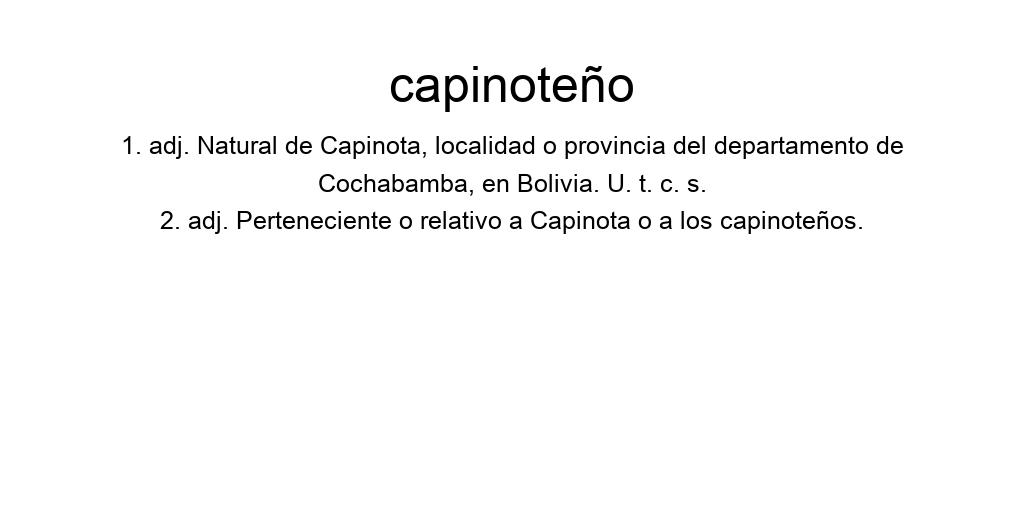 capinoteño
1. adj. Natural de Capinota, localidad o provincia del departamento de
Cochabamba, en Bolivia. U. t. c. s.
2. adj. Perteneciente o relativo a Capinota o a los capinoteños.